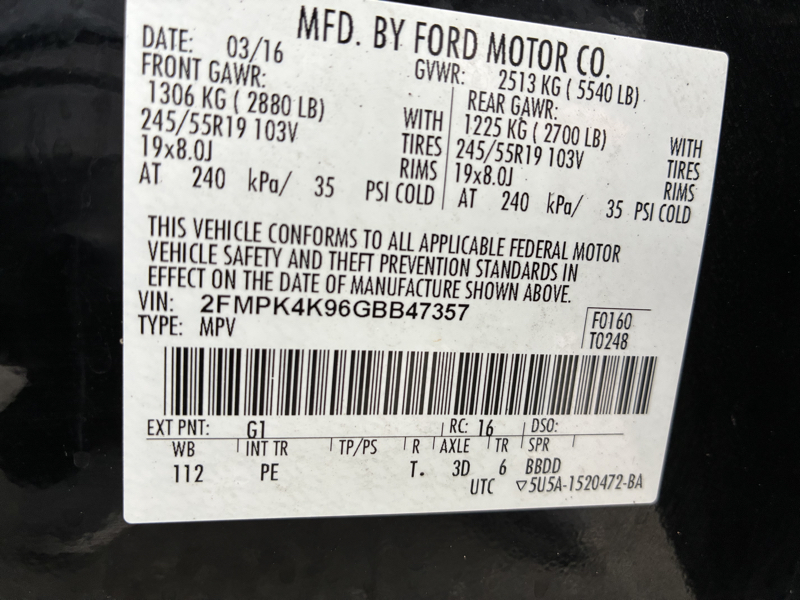 MFD. BY FORD MOTOR CO.
DATE: 03/16 GVWR: 2513 KG ( 5540 LB)
FRONT GAWR: REAR GAWR:
1306 KG ( 2880 LB) WITH 1225 KG ( 2700 LB) WITH
245/55R19 103V TIRES 245/55R19 103V TIRES
19x8.0J RIMS 19x8.0J RIMS
AT 240 kPa/ 35 PSI COLD AT 240 kPa/ 35 PSI COLD
THIS VEHICLE CONFORMS TO ALL APPLICABLE FEDERAL MOTOR
VEHICLE SAFETY AND THEFT PREVENTION STANDARDS IN
EFFECT ON THE DATE OF MANUFACTURE SHOWN ABOVE.
VIN: 2FMPK4K96GBB47357
TYPE: MPV
F0160
T0248
EXT PNT: G1 RC: 16 DSO:
WB INT TR TP/PS R AXLE TR SPR
112 PE T. 3D 6 BBDD
UTC ▽5U5A-1520472-BA